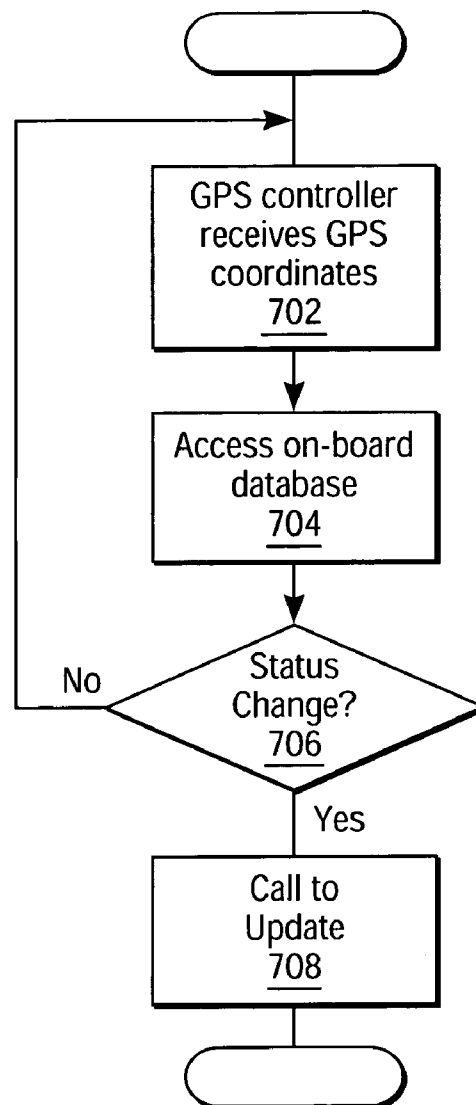 GPS controller
receives GPS
coordinates
702
Access on-board
database
704
Status
Change?
706
No
Yes
Call to
Update
708